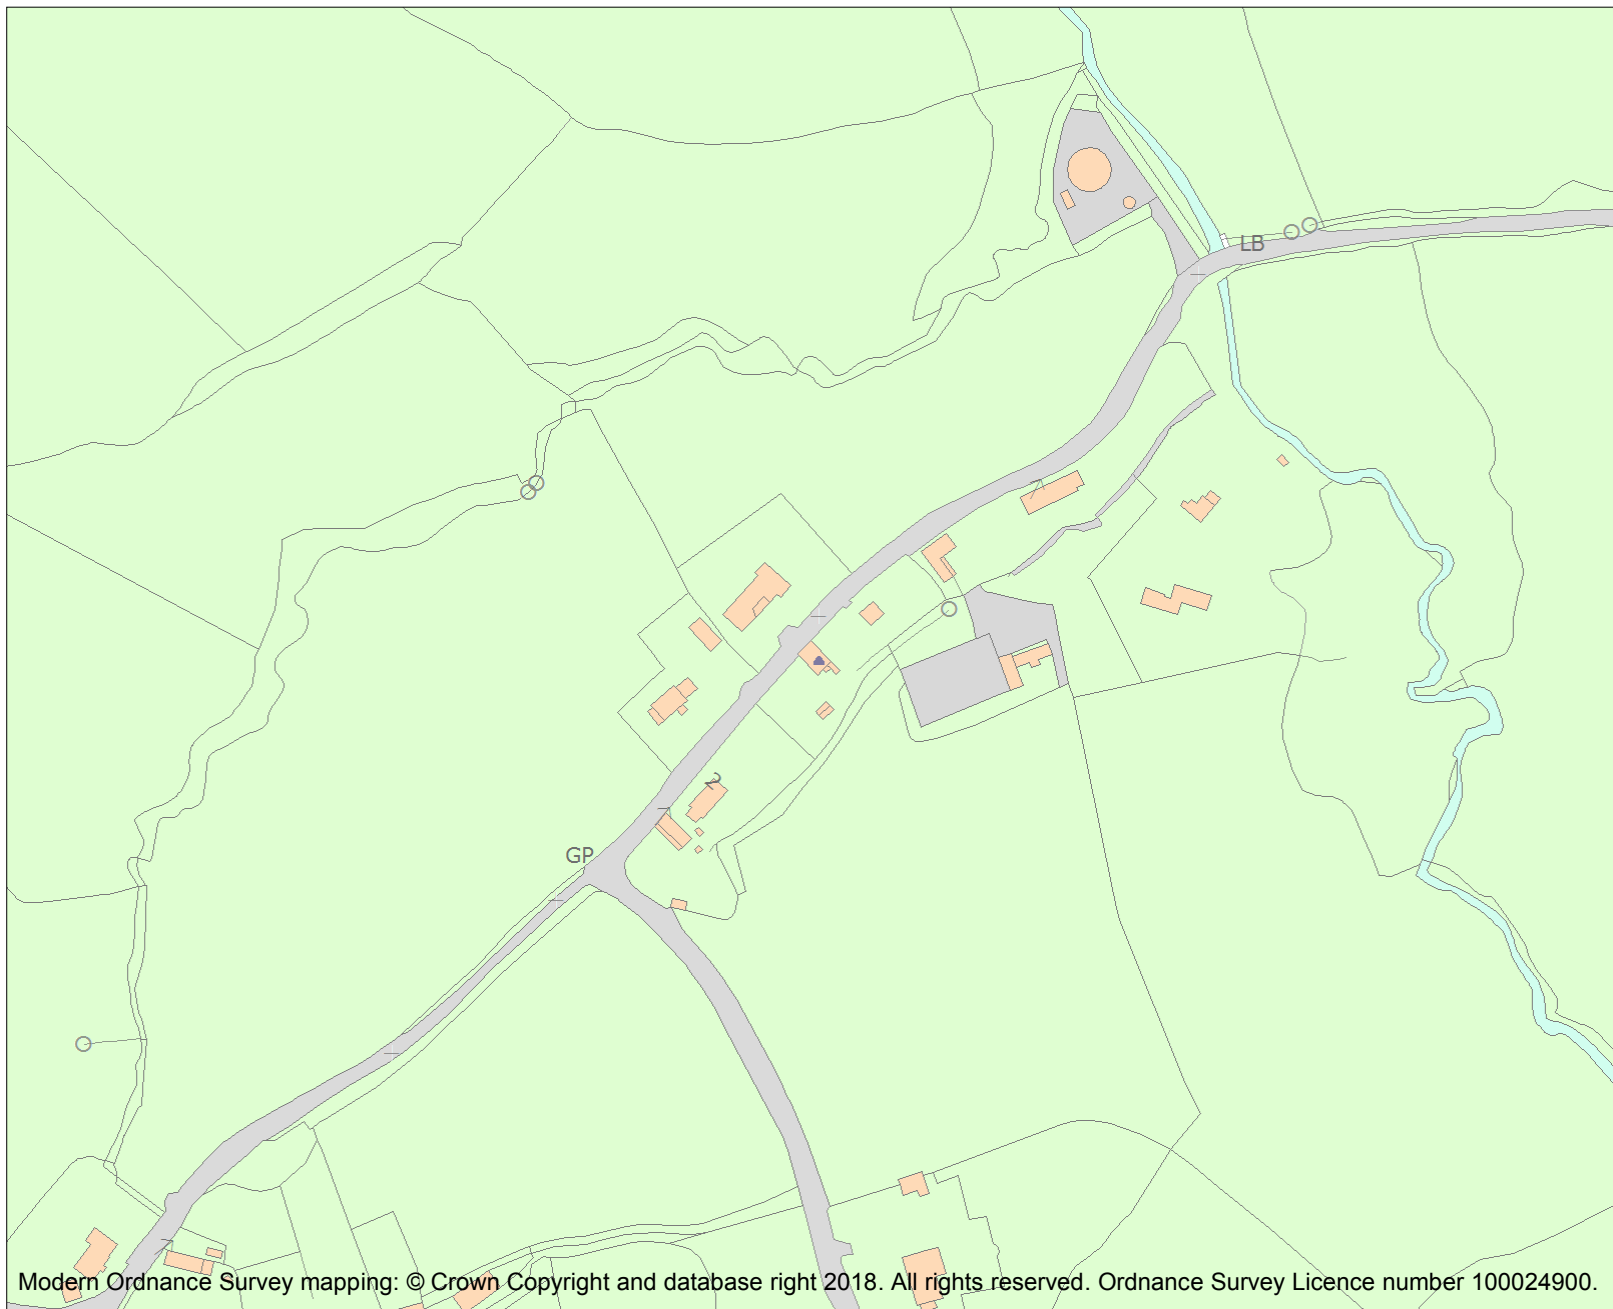 LB
2
GP
Modern Ordnance Survey mapping: © Crown Copyright and database right 2018. All rights reserved. Ordnance Survey Licence number 100024900.